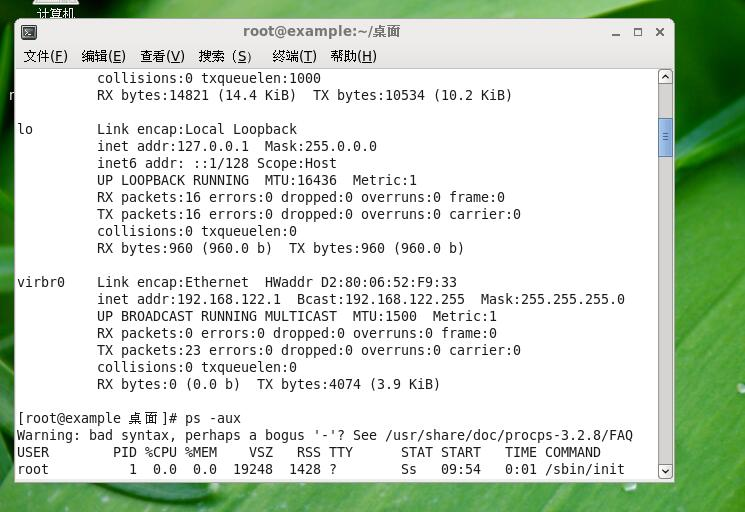 计算机
root@example:~/桌面
文件(F) 编辑(E) 查看(V) 搜索 (S) 终端(T) 帮助(H)
collisions:0 txqueuelen:1000
RX bytes:14821 (14.4 KiB)  TX bytes:10534 (10.2 KiB)
lo        Link encap:Local Loopback
inet addr:127.0.0.1  Mask:255.0.0.0
inet6 addr: ::1/128 Scope:Host
UP LOOPBACK RUNNING  MTU:16436  Metric:1
RX packets:16 errors:0 dropped:0 overruns:0 frame:0
TX packets:16 errors:0 dropped:0 overruns:0 carrier:0
collisions:0 txqueuelen:0
RX bytes:960 (960.0 b)  TX bytes:960 (960.0 b)
virbr0    Link encap:Ethernet  HWaddr D2:80:06:52:F9:33
inet addr:192.168.122.1  Bcast:192.168.122.255  Mask:255.255.255.0
UP BROADCAST RUNNING MULTICAST  MTU:1500  Metric:1
RX packets:0 errors:0 dropped:0 overruns:0 frame:0
TX packets:23 errors:0 dropped:0 overruns:0 carrier:0
collisions:0 txqueuelen:0
RX bytes:0 (0.0 b)  TX bytes:4074 (3.9 KiB)
[root@example 桌面]# ps -aux
Warning: bad syntax, perhaps a bogus '-'? See /usr/share/doc/procps-3.2.8/FAQ
USER        PID %CPU %MEM    VSZ   RSS TTY      STAT START   TIME COMMAND
root          1  0.0  0.0  19248  1428 ?        Ss   09:54   0:01 /sbin/init